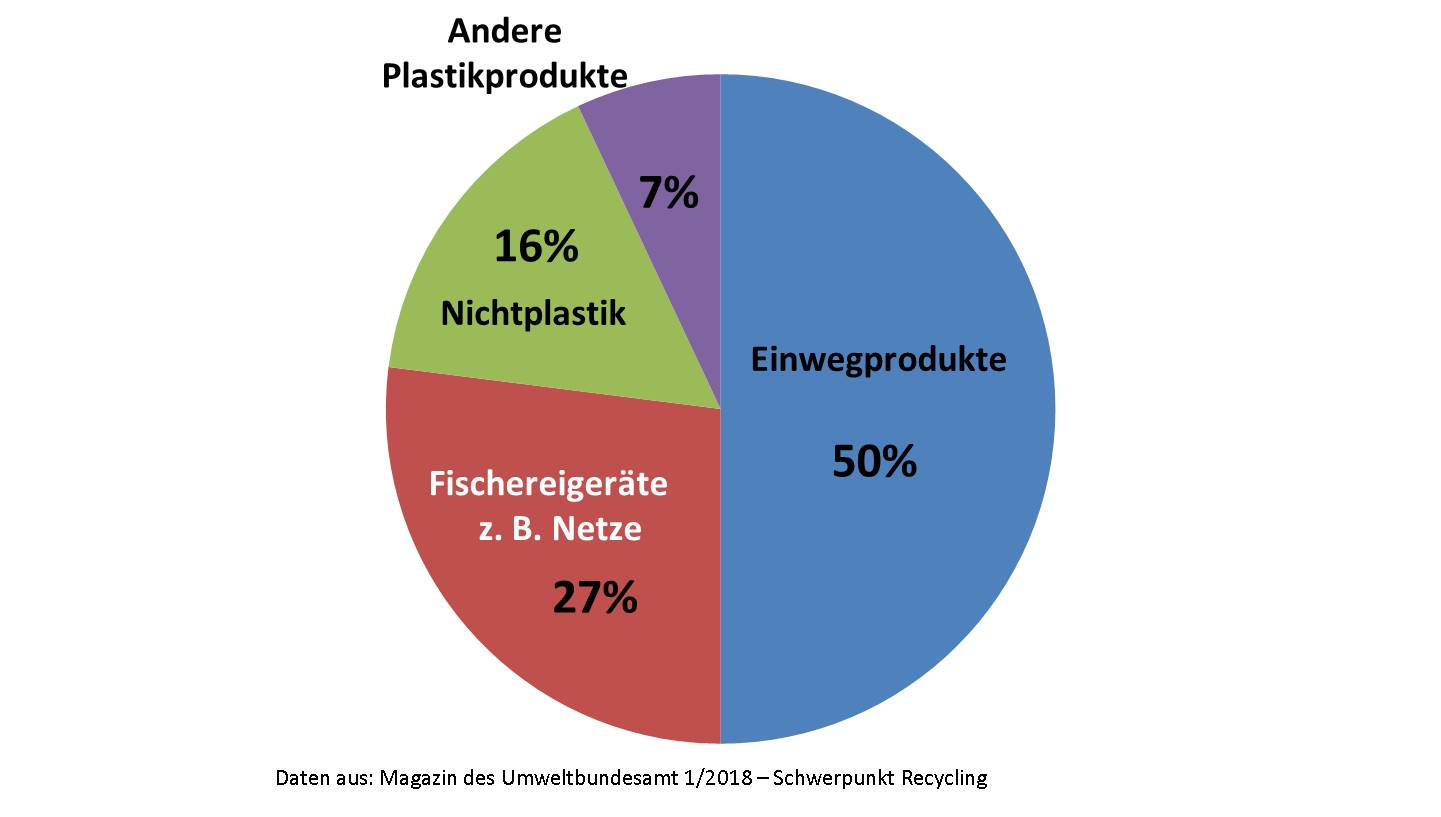 Andere
Plastikprodukte
7%
16%
Nichtplastik
Einwegprodukte
50%
Fischereigeräte
z. B. Netze
27%
Daten aus: Magazin des Umweltbundesamt 1/2018 – Schwerpunkt Recycling